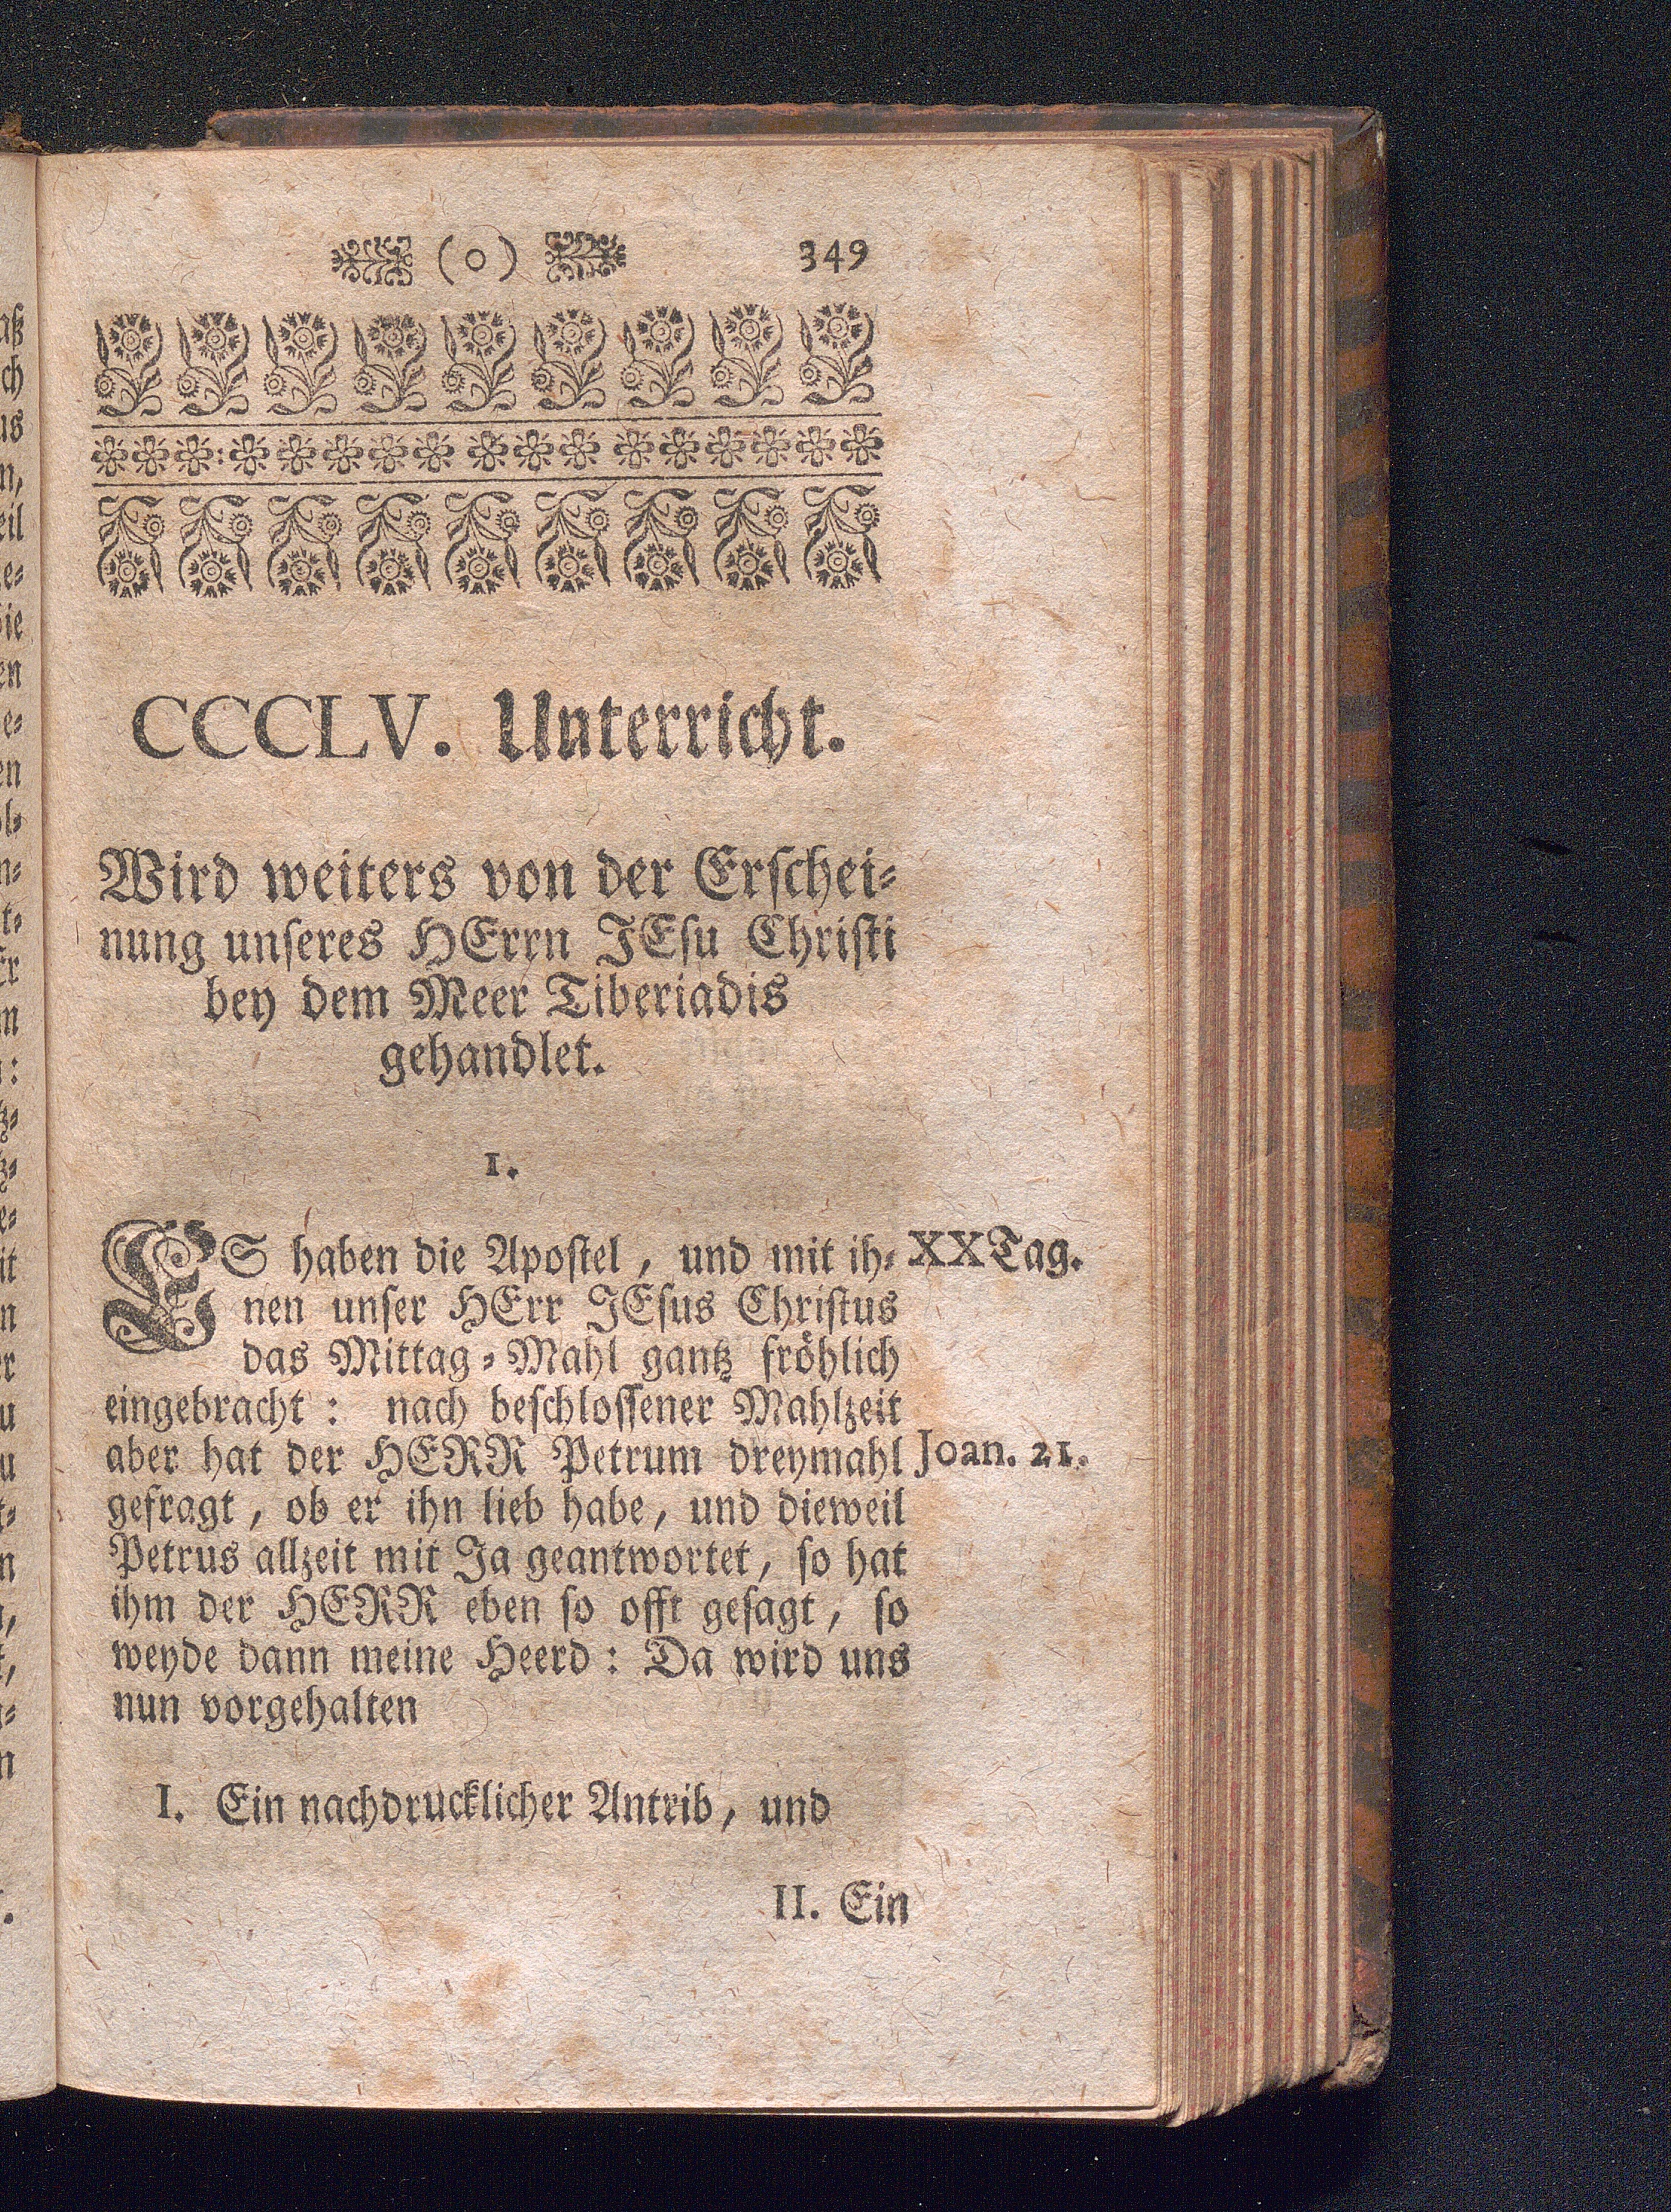 (o) 349
CCCLV. Unterricht.
Wird weiters von der Erschei=
nung unseres HErrn JEsu Christi
bey dem Meer Tiberiadis
gehandlet.
1.
ES haben die Apostel, und mit ih= XX Tag.
nen unser HErr JEsus Christus
das Mittag=Mahl gantz fröhlich
eingebracht: nach beschlossener Mahlzeit
aber hat der HERR Petrum dreymahl Joan. 21.
gefragt, ob er ihn lieb habe, und dieweil
Petrus allzeit mit Ja geantwortet, so hat
ihm der HERR eben so offt gesagt, so
weyde dann meine Heerd: Da wird uns
nun vorgehalten
I. Ein nachdrucklicher Antrib, und
II. Ein